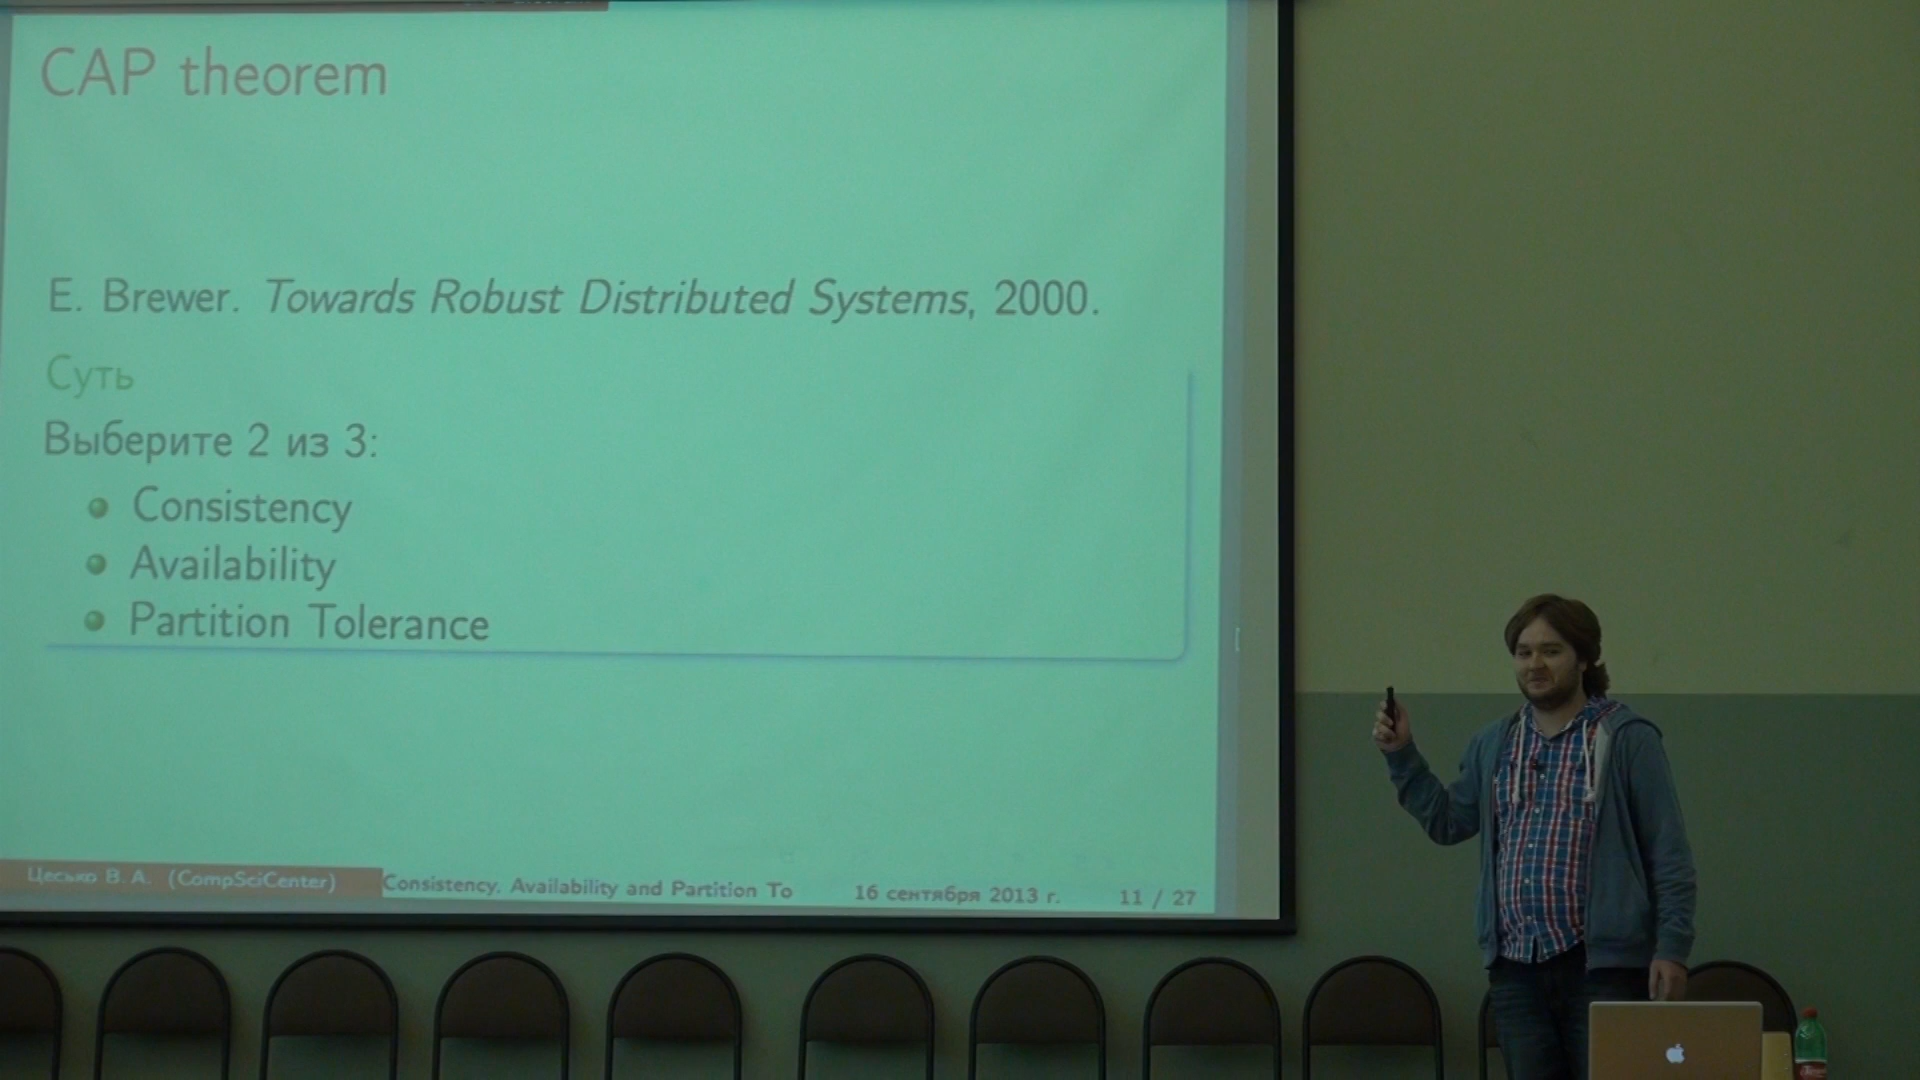 CAP theorem
E. Brewer. Towards Robust Distributed Systems, 2000.
Суть
Выберите 2 из 3:
Consistency
Availability
Partition Tolerance
Цесько В. А. (CompSciCenter)
Consistency, Availability and Partition To
16 сентября 2013 г.
11 / 27